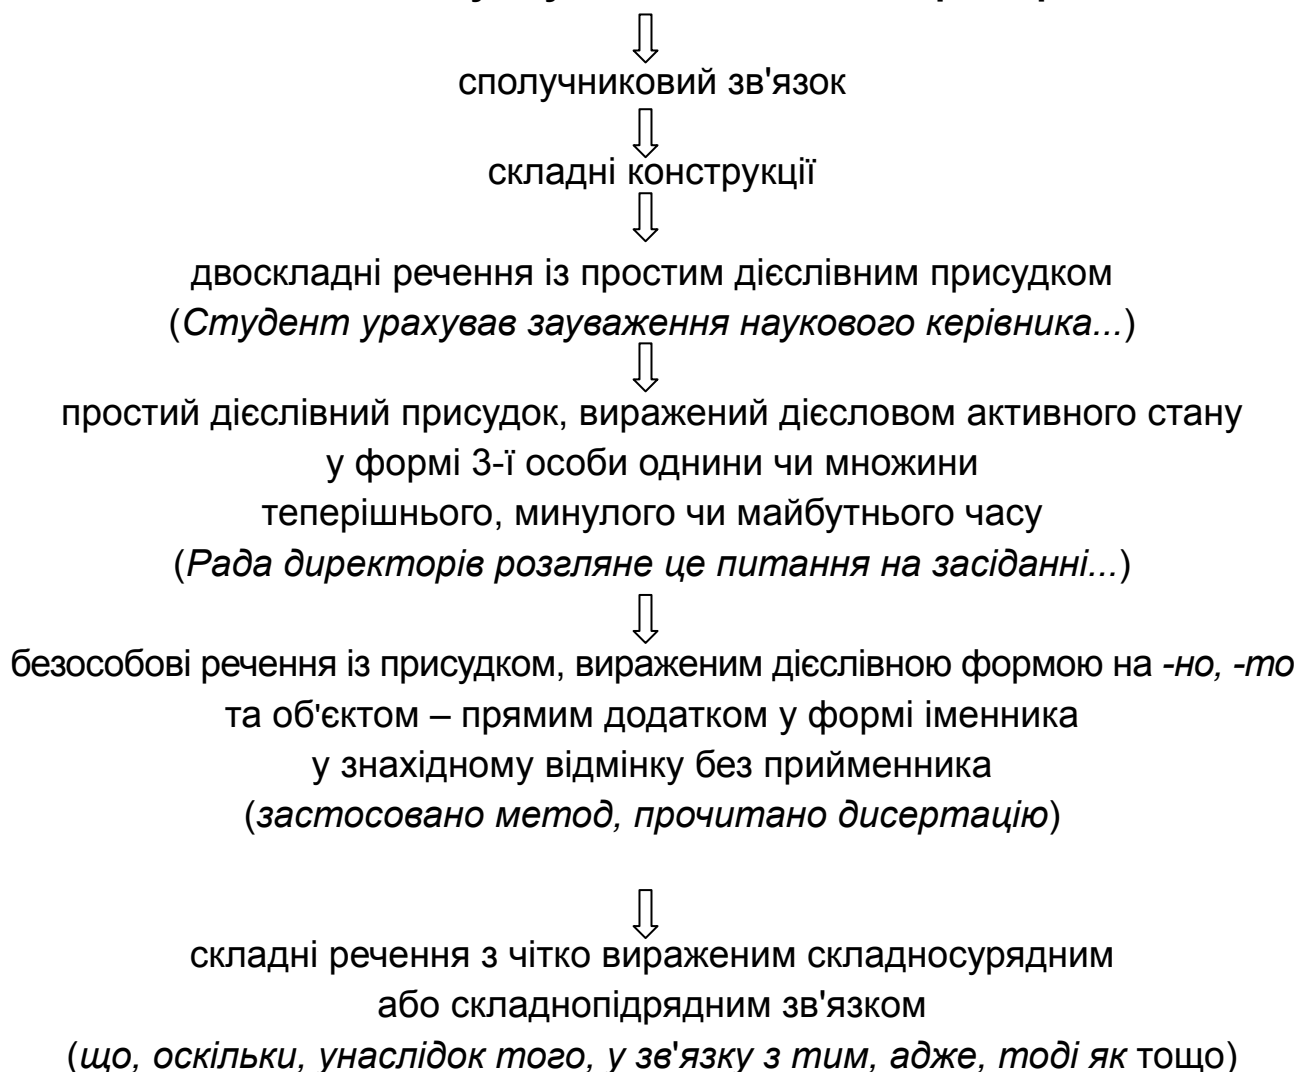 сполучниковий зв'язок
складні конструкції
двоскладні речення із простим дієслівним присудком
(Студент урахував зауваження наукового керівника...)
простий дієслівний присудок, виражений дієсловом активного стану
у формі 3-ї особи однини чи множини
теперішнього, минулого чи майбутнього часу
(Рада директорів розгляне це питання на засіданні...)
безособові речення із присудком, вираженим дієслівною формою на -но, -то
та об'єктом – прямим додатком у формі іменника
у знахідному відмінку без прийменника
(застосовано метод, прочитано дисертацію)
складні речення з чітко вираженим складносурядним
або складнопідрядним зв'язком
(що, оскільки, унаслідок того, у зв'язку з тим, адже, тоді як тощо)